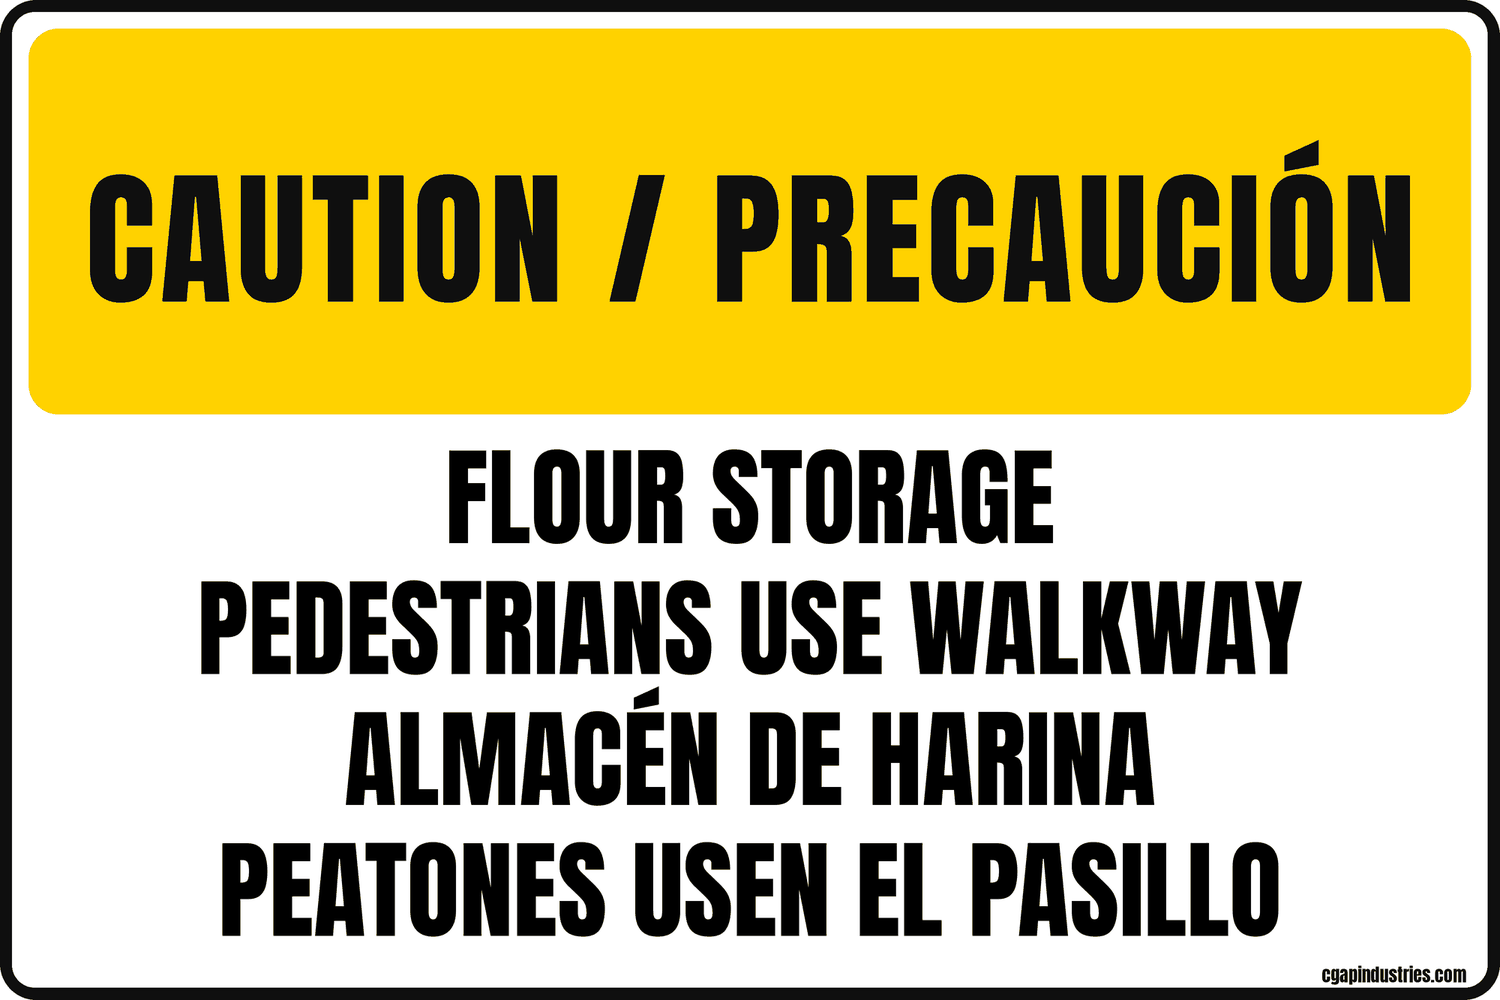 CAUTION / PRECAUCIÓN
FLOUR STORAGE
PEDESTRIANS USE WALKWAY
ALMACÉN DE HARINA
PEATONES USEN EL PASILLO
cgapindustries.com